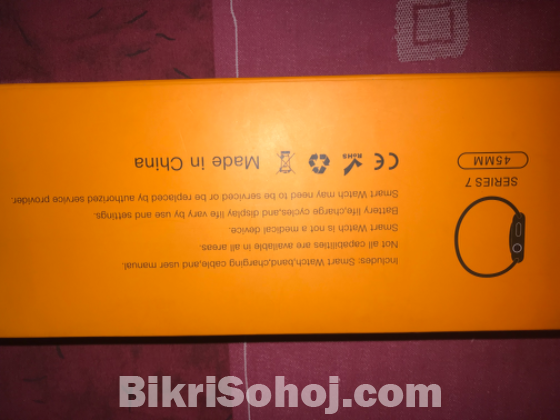 Includes: Smart Watch,band,charging cable,and user manual.
Not all capabilities are available in all areas.
Smart Watch is not a medical device.
Battery life,charge cycles,and display life vary by use and settings.
Smart Watch may need to be serviced or be replaced by authorized service provider.
SERIES 7
45MM
CE RoHS Made in China
BikriSohoj.com